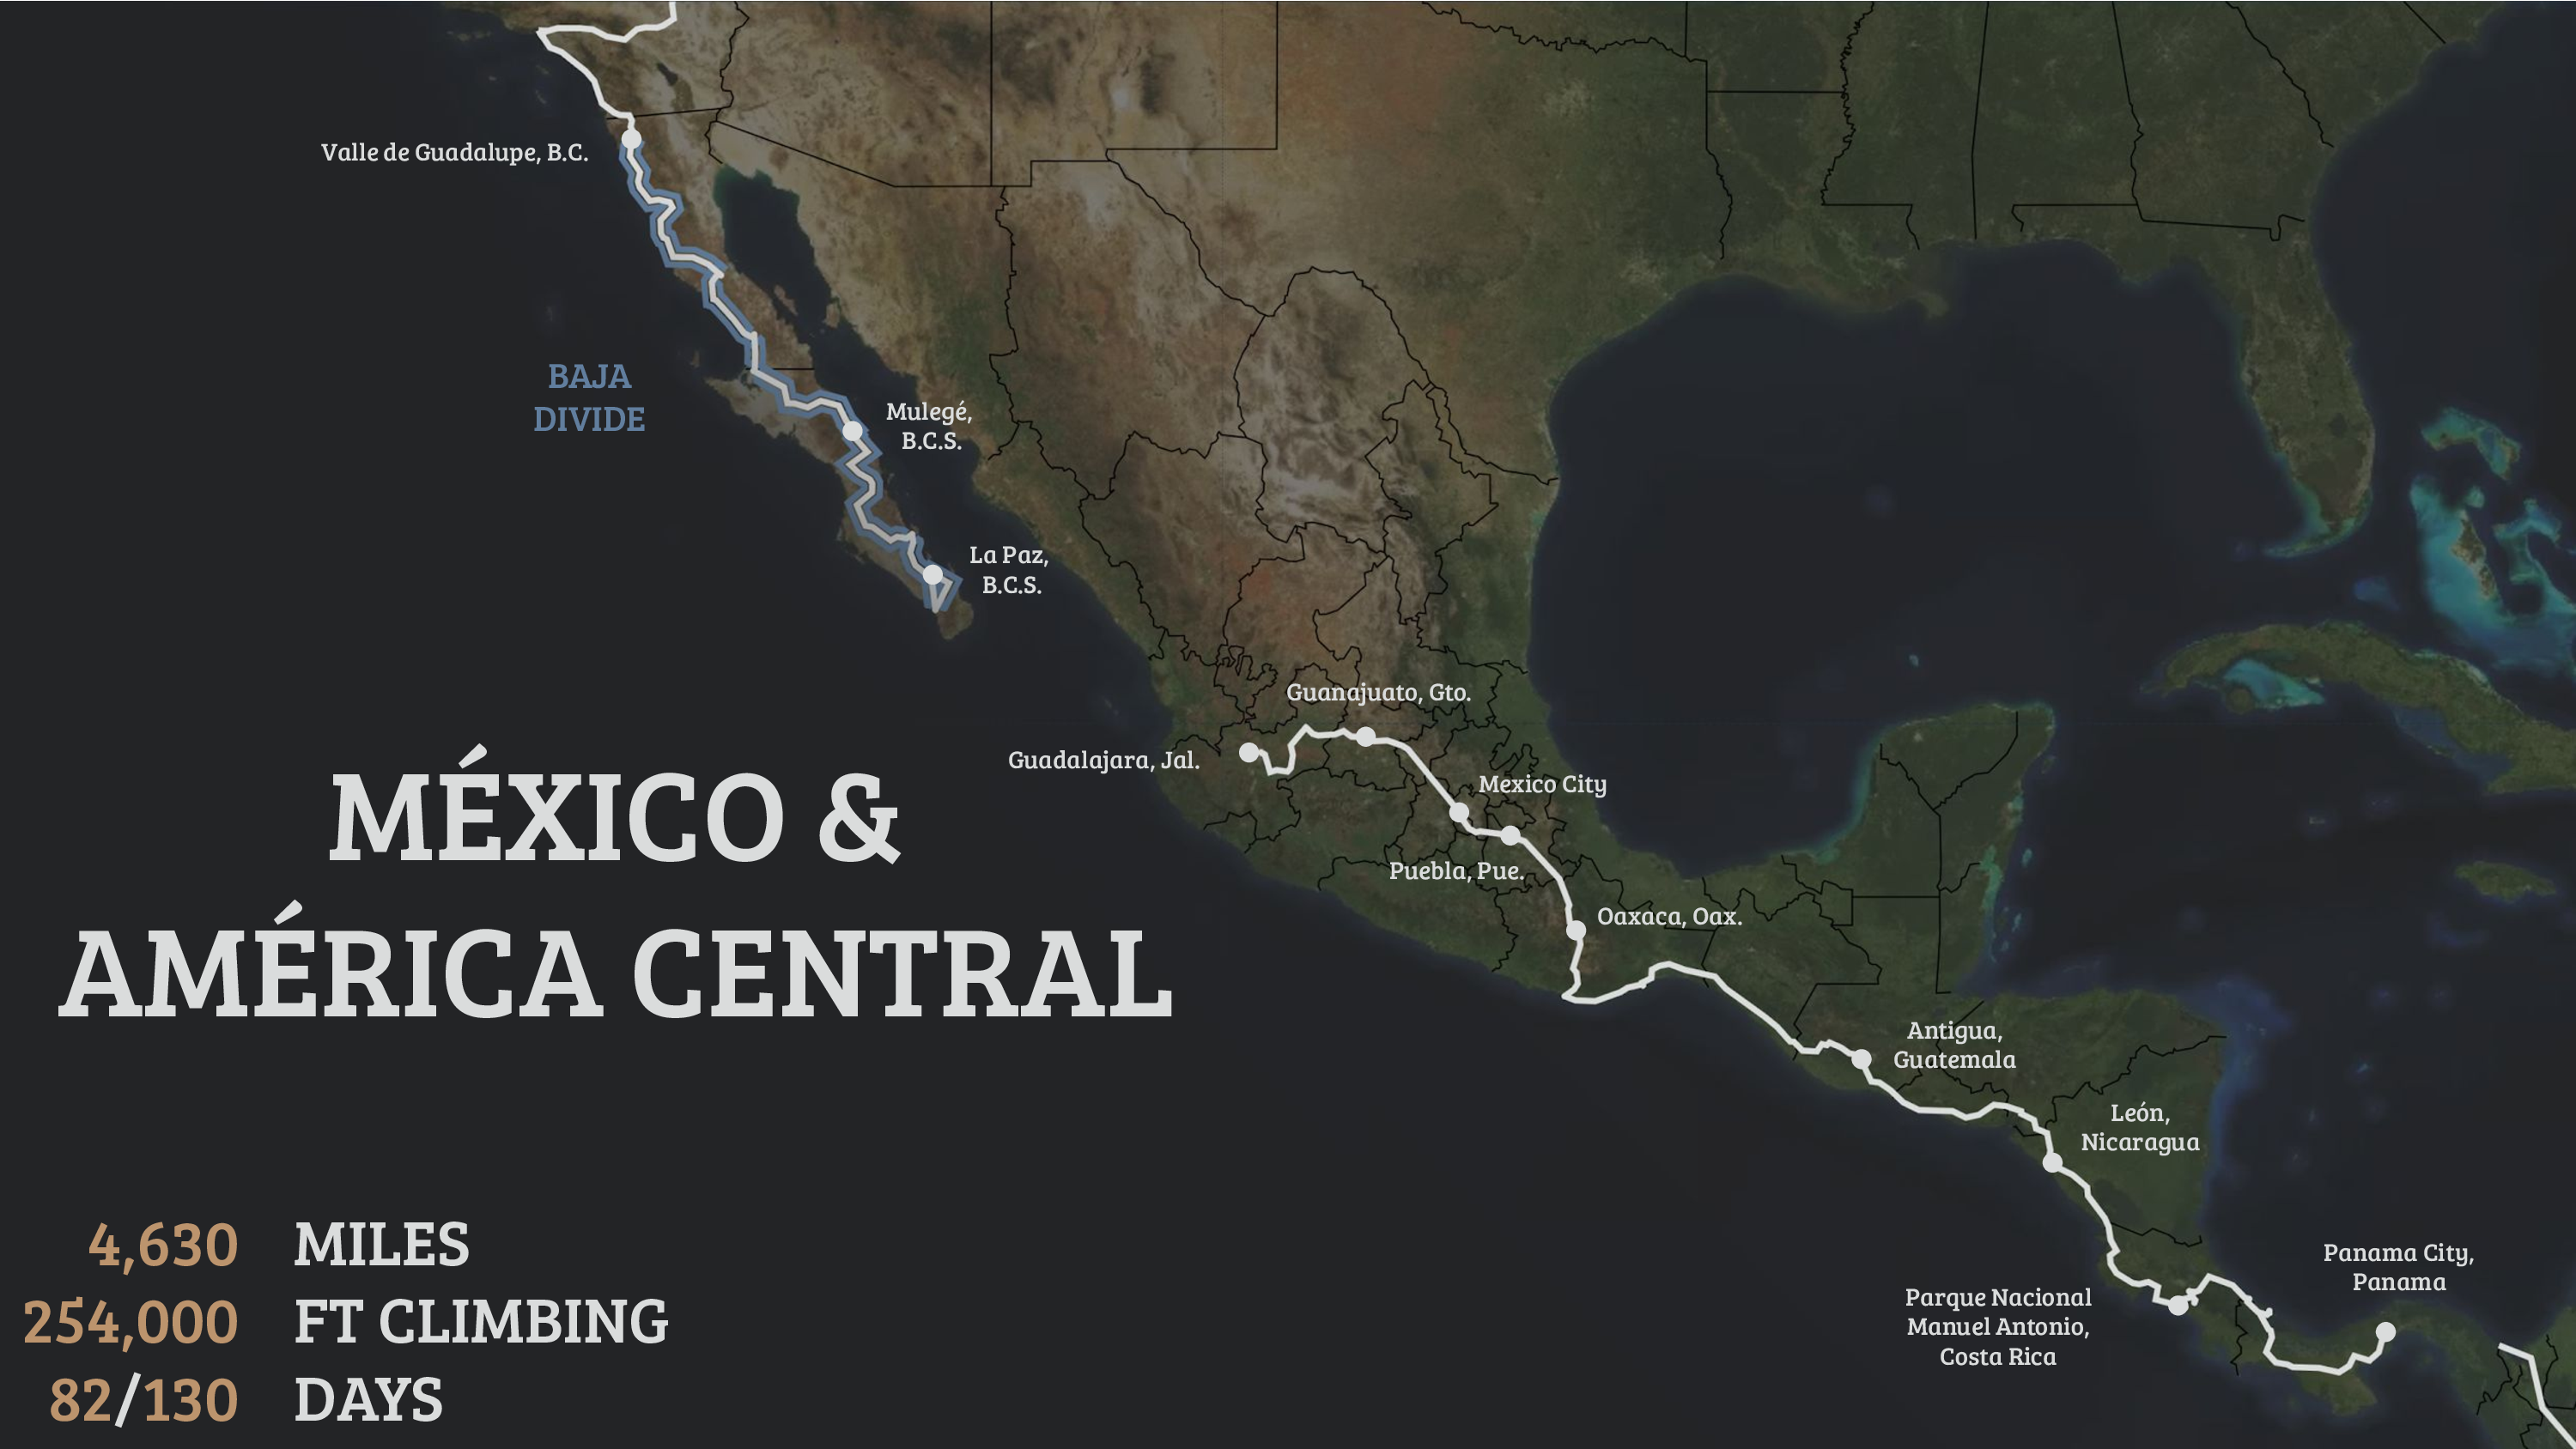 Valle de Guadalupe, B.C.
BAJA
DIVIDE
Mulegé,
B.C.S.
La Paz,
B.C.S.
Guanajuato, Gto.
Guadalajara, Jal.
Mexico City
Puebla, Pue.
Oaxaca, Oax.
MÉXICO &
AMÉRICA CENTRAL
Antigua,
Guatemala
León,
Nicaragua
Panama City,
Panama
Parque Nacional
Manuel Antonio,
Costa Rica
4,630 MILES
254,000 FT CLIMBING
82/130 DAYS